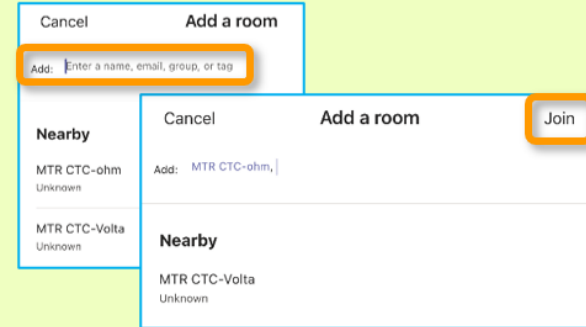 Cancel Add a room
Add: Enter a name, email, group, or tag
Nearby
MTR CTC-ohm
Unknown
MTR CTC-Volta
Unknown
Cancel Add a room Join
Add: MTR CTC-ohm,
Nearby
MTR CTC-Volta
Unknown